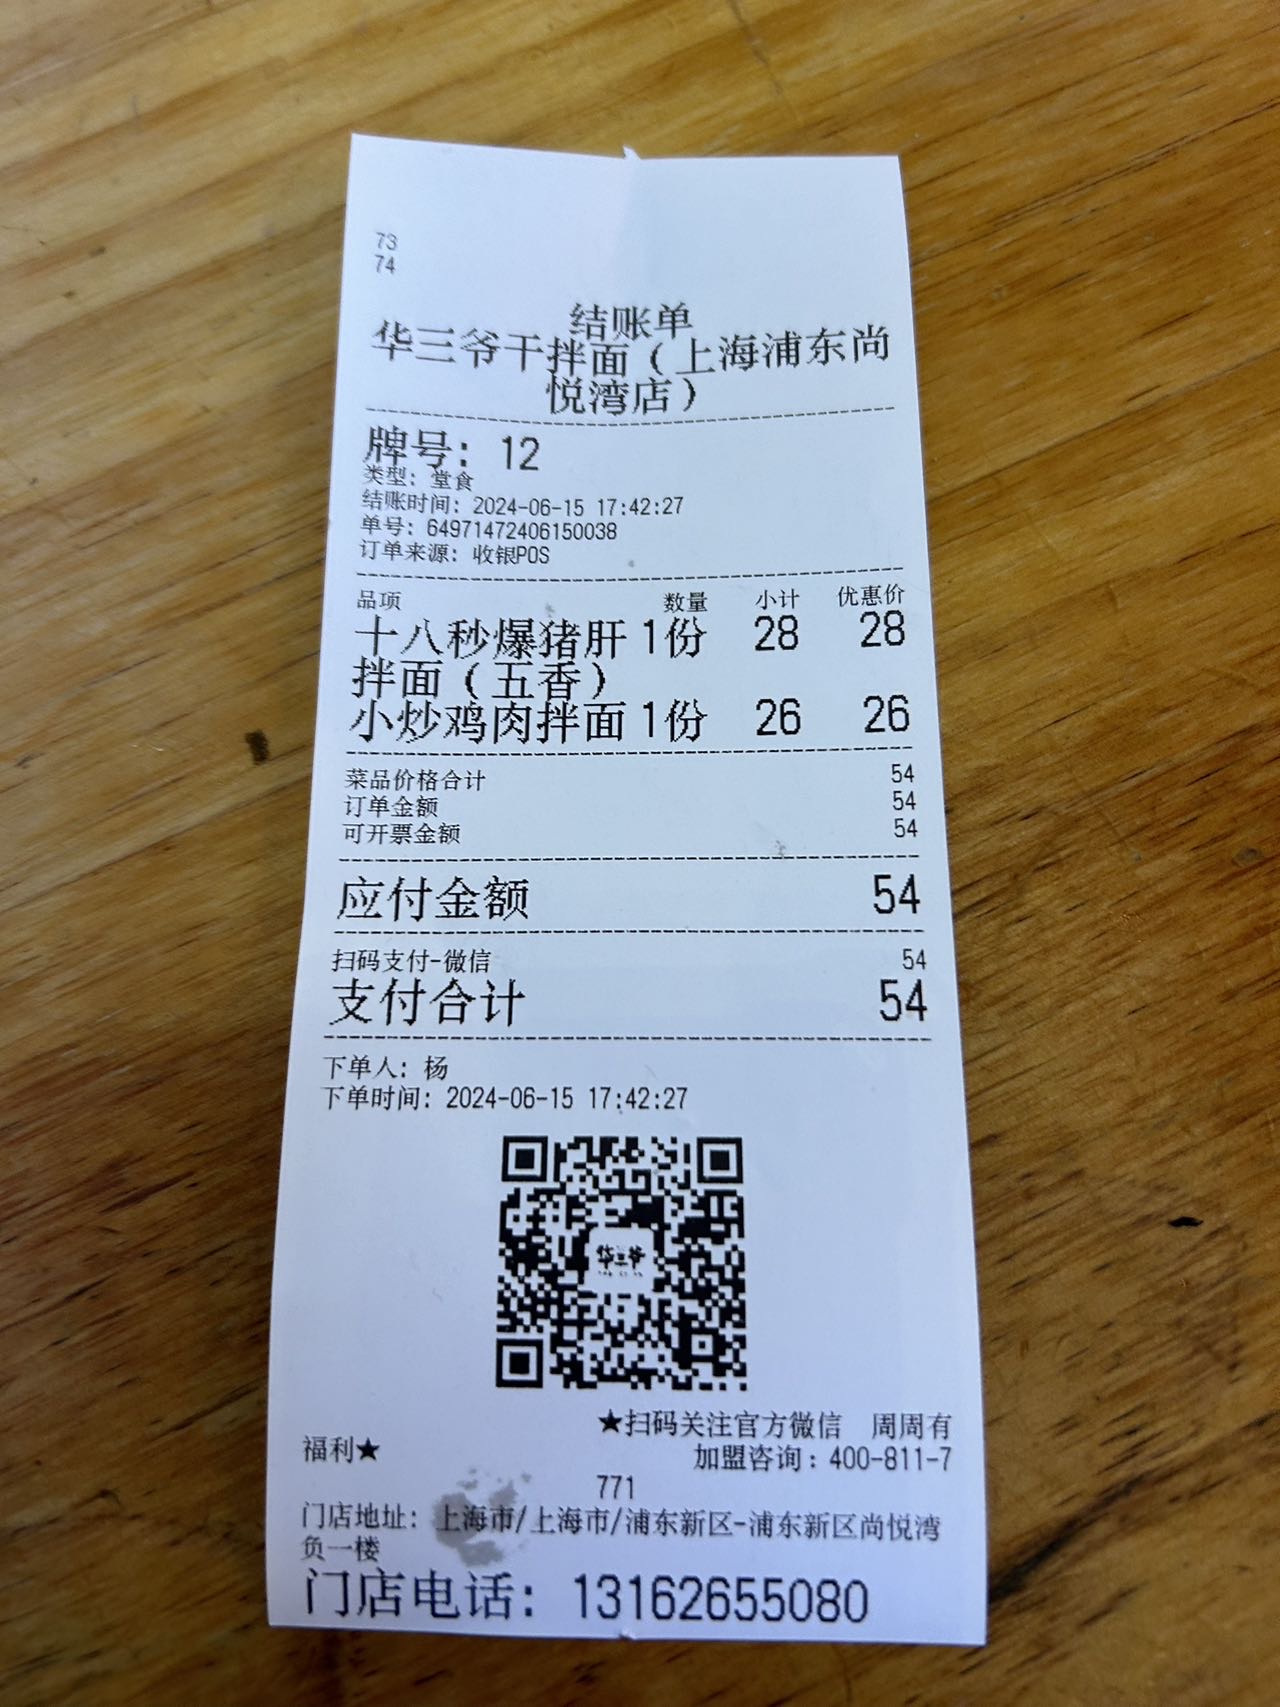 73
74
结账单
华三爷干拌面（上海浦东尚
悦湾店）
牌号：12
类型：堂食
结账时间：2024-06-15 17:42:27
单号：64971472406150038
订单来源：收银POS
品项 数量 小计 优惠价
十八秒爆猪肝 1份 28 28
拌面（五香）
小炒鸡肉拌面 1份 26 26
菜品价格合计 54
订单金额 54
可开票金额 54
应付金额 54
扫码支付-微信 54
支付合计 54
下单人：杨
下单时间：2024-06-15 17:42:27
华三爷
★扫码关注官方微信 周周有
福利★
加盟咨询：400-811-7
771
门店地址：上海市/上海市/浦东新区-浦东新区尚悦湾
负一楼
门店电话：13162655080